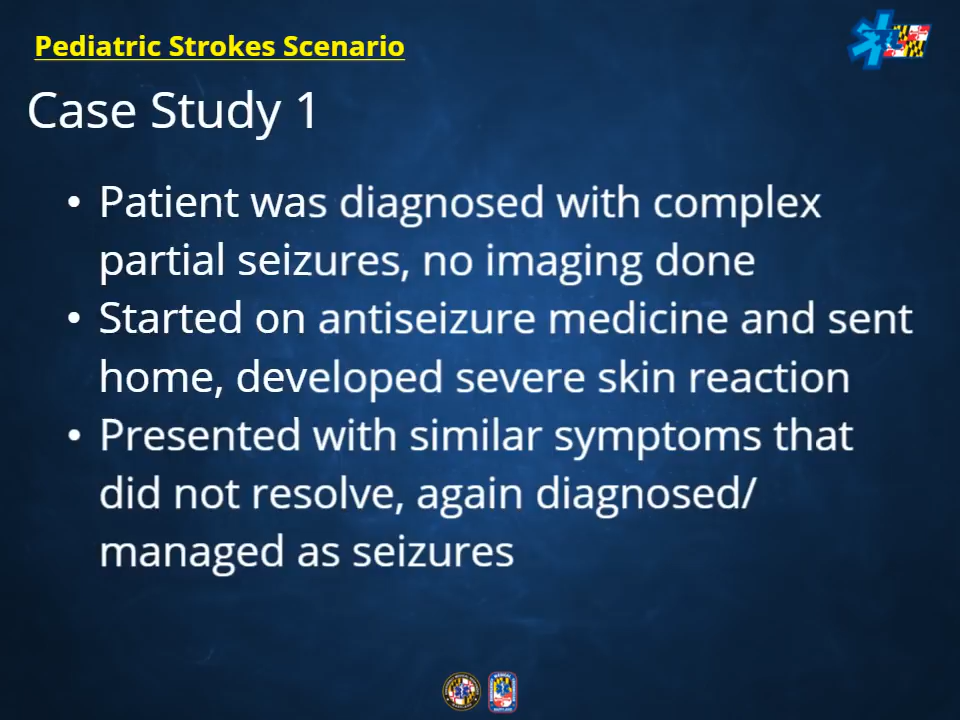 Pediatric Strokes Scenario
Case Study 1
• Patient was diagnosed with complex
partial seizures, no imaging done
• Started on antiseizure medicine and sent
home, developed severe skin reaction
• Presented with similar symptoms that
did not resolve, again diagnosed/
managed as seizures